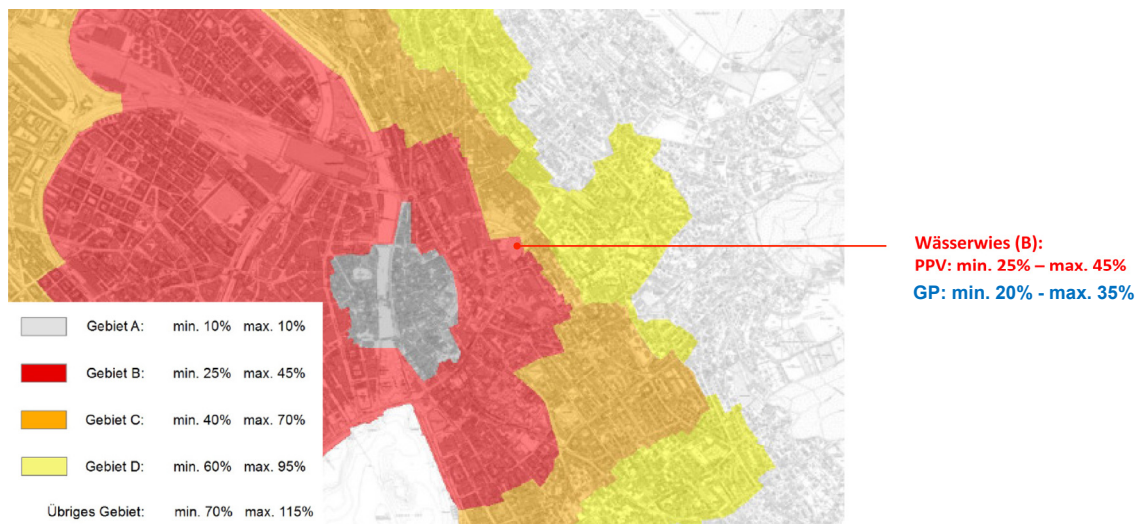 Wässerwies (B):
PPV: min. 25% – max. 45%
GP: min. 20% - max. 35%
Gebiet A: min. 10% max. 10%
Gebiet B: min. 25% max. 45%
Gebiet C: min. 40% max. 70%
Gebiet D: min. 60% max. 95%
Übriges Gebiet: min. 70% max. 115%